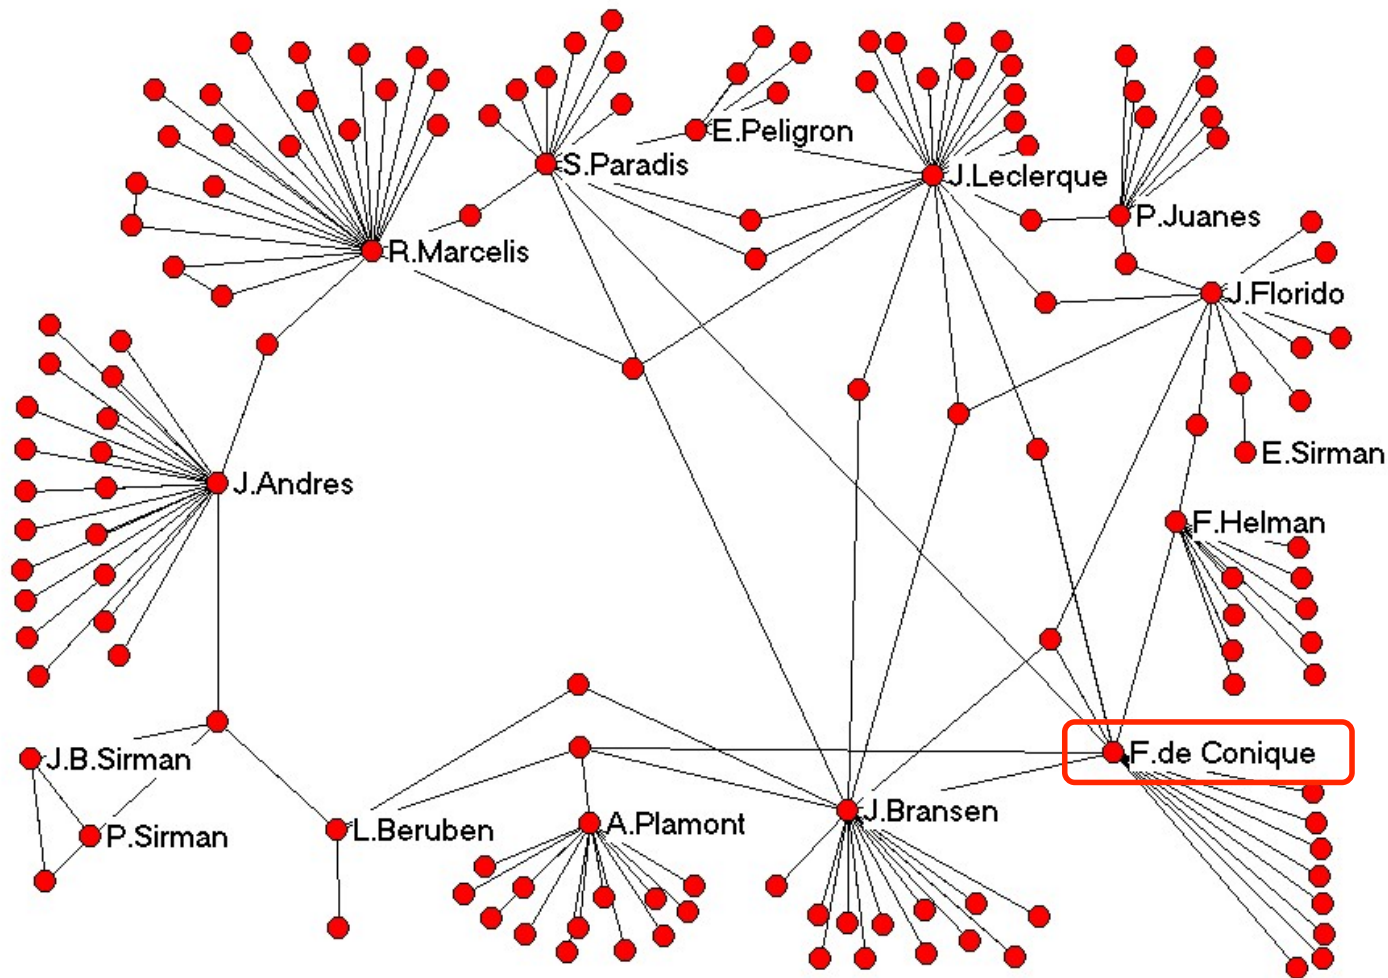 E.Peligron
S.Paradis
J.Leclerque
P.Juanes
R.Marcelis
J.Florido
E.Sirman
J.Andres
F.Helman
F.de Conique
J.B.Sirman
J.Bransen
A.Plamont
L.Beruben
P.Sirman